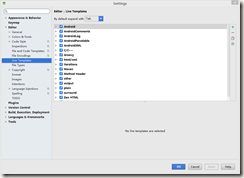 Settings
Appearance & Behavior
Keymap
Editor
General
Colors & Fonts
Code Style
Inspections
File and Code Templates
File Encodings
Live Templates
File Types
Copyright
Emmet
Images
Intentions
Language Injections
Spelling
TODO
Plugins
Version Control
Build, Execution, Deployment
Languages & Frameworks
Tools
Editor › Live Templates
By default expand with Tab
Android
AndroidComments
AndroidLog
AndroidParcelable
AndroidXML
C/C++
Groovy
html/xml
iterations
Maven
other
output
plain
surround
Zen HTML
No live templates are selected
OK
Cancel
Apply
Help